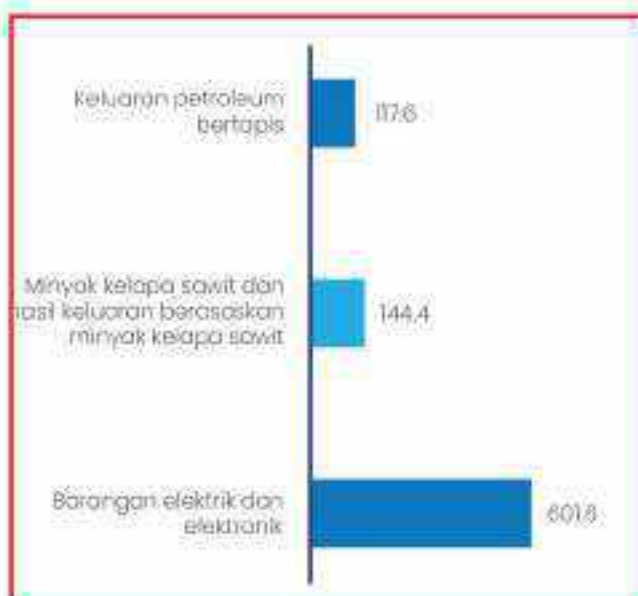 Keluaran petroleum
bertapis
117.6
Minyak kelapa sawit dan
hasil keluaran berasaskan
minyak kelapa sawit
144.4
Barangan elektrik dan
elektronik
601.6